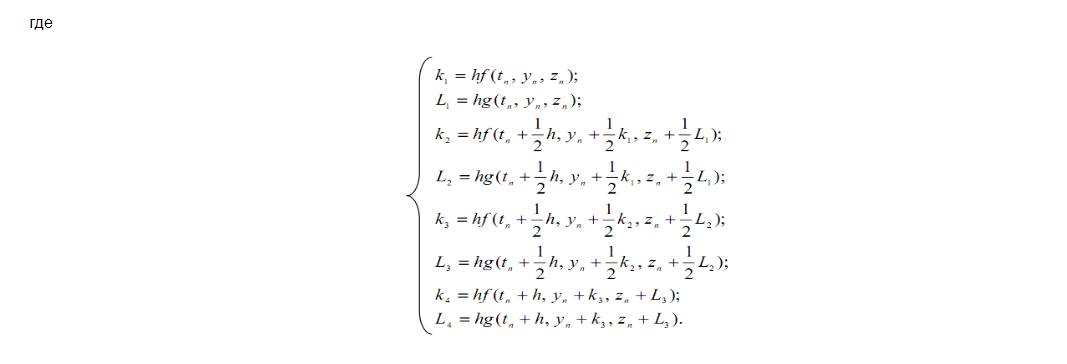 где
k₁ = hf(tₙ, yₙ, zₙ);
L₁ = hg(tₙ, yₙ, zₙ);
k₂ = hf(tₙ + 1/2 h, yₙ + 1/2 k₁, zₙ + 1/2 L₁);
L₂ = hg(tₙ + 1/2 h, yₙ + 1/2 k₁, zₙ + 1/2 L₁);
k₃ = hf(tₙ + 1/2 h, yₙ + 1/2 k₂, zₙ + 1/2 L₂);
L₃ = hg(tₙ + 1/2 h, yₙ + 1/2 k₂, zₙ + 1/2 L₂);
k₄ = hf(tₙ + h, yₙ + k₃, zₙ + L₃);
L₄ = hg(tₙ + h, yₙ + k₃, zₙ + L₃).